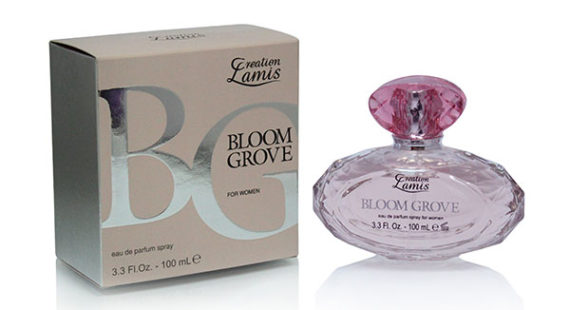 Creation
Lamis
BG
BLOOM
GROVE
FOR WOMEN
eau de parfum spray
3.3 Fl.Oz. - 100 mL ℮
Creation
Lamis
BLOOM GROVE
eau de parfum spray for women
3.3 Fl. Oz. - 100 mL ℮